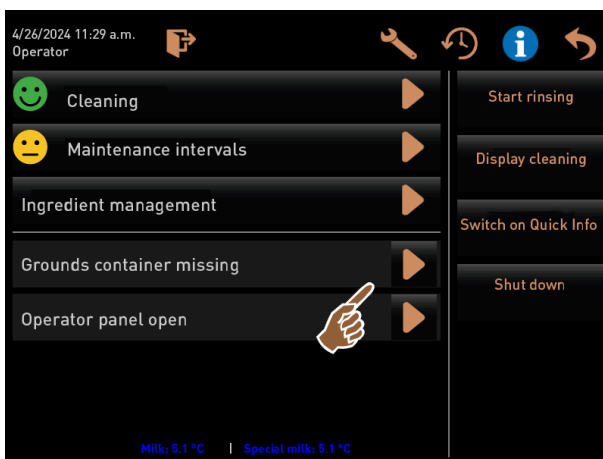 4/26/2024 11:29 a.m.
Operator
Cleaning
Maintenance intervals
Ingredient management
Grounds container missing
Operator panel open
Start rinsing
Display cleaning
Switch on Quick Info
Shut down
Milk: 5.1 °C | Special milk: 5.1 °C